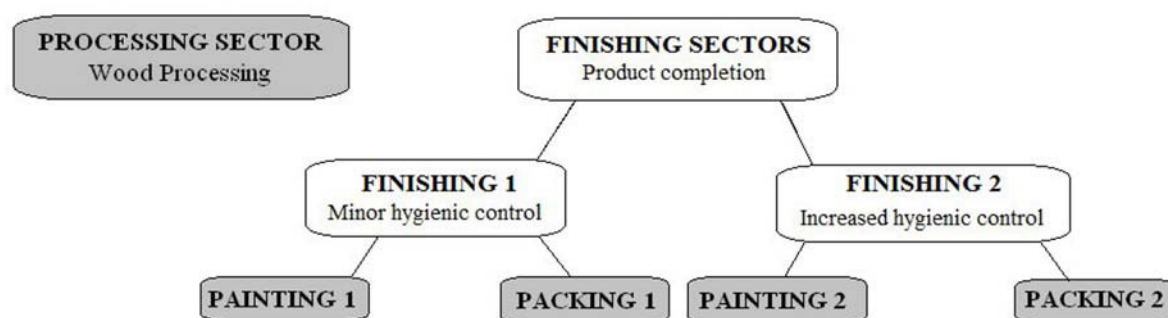 PROCESSING SECTOR
Wood Processing
FINISHING SECTORS
Product completion
FINISHING 1
Minor hygienic control
FINISHING 2
Increased hygienic control
PAINTING 1
PACKING 1
PAINTING 2
PACKING 2